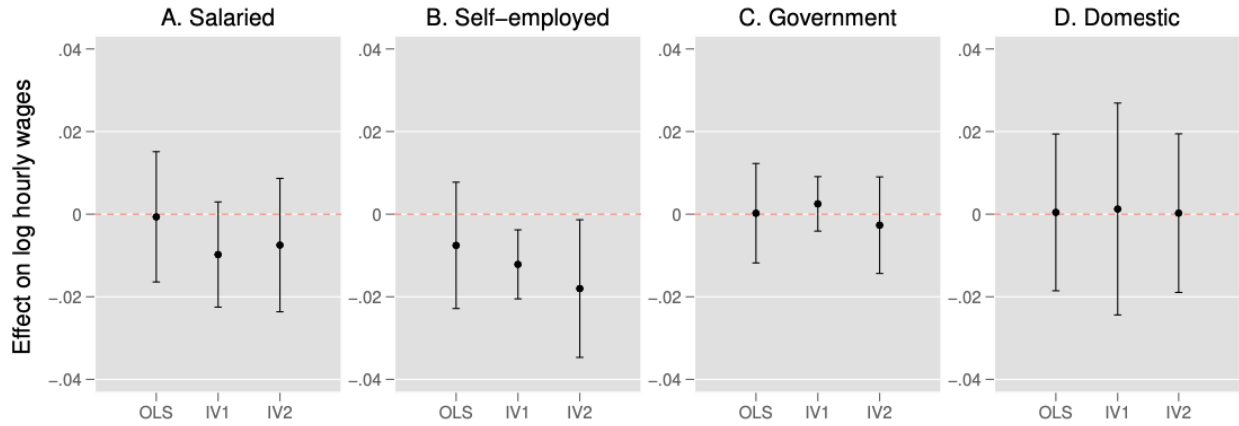 A. Salaried
B. Self−employed
C. Government
D. Domestic
Effect on log hourly wages
.04
.02
0
−.02
−.04
OLS IV1 IV2
.04
.02
0
−.02
−.04
OLS IV1 IV2
.04
.02
0
−.02
−.04
OLS IV1 IV2
.04
.02
0
−.02
−.04
OLS IV1 IV2